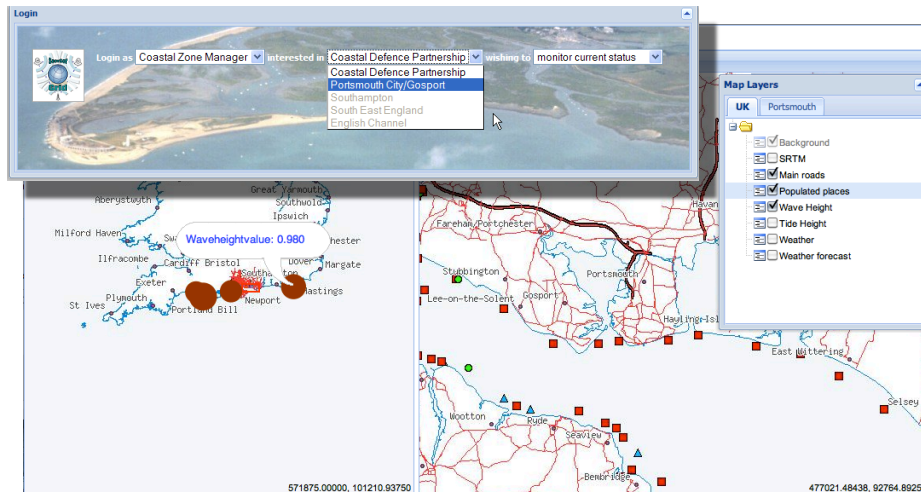 Login
Login as Coastal Zone Manager interested in Coastal Defence Partnership wishing to monitor current status
Coastal Defence Partnership
Portsmouth City/Gosport
Southampton
South East England
English Channel
Grid
Map Layers
UK Portsmouth
Background
SRTM
Main roads
Populated places
Wave Height
Tide Height
Weather
Weather forecast
Great Yarmouth
Aberystwyth
Southwold
Ipswich
Milford Haven
Waveheightvalue: 0.980
Ilfracombe
Cardiff Bristol
Dover
Margate
Exeter
Hastings
Plymouth
Newport
St Ives
Portland Bill
571875.00000, 101210.93750
Fareham/Portchester
Stubbington
Portsmouth
Lee-on-the-Solent
Gosport
East Wittering
Selsey
Wootton
Ryde
Seaview
Bembridge
477021.48438, 92764.8925